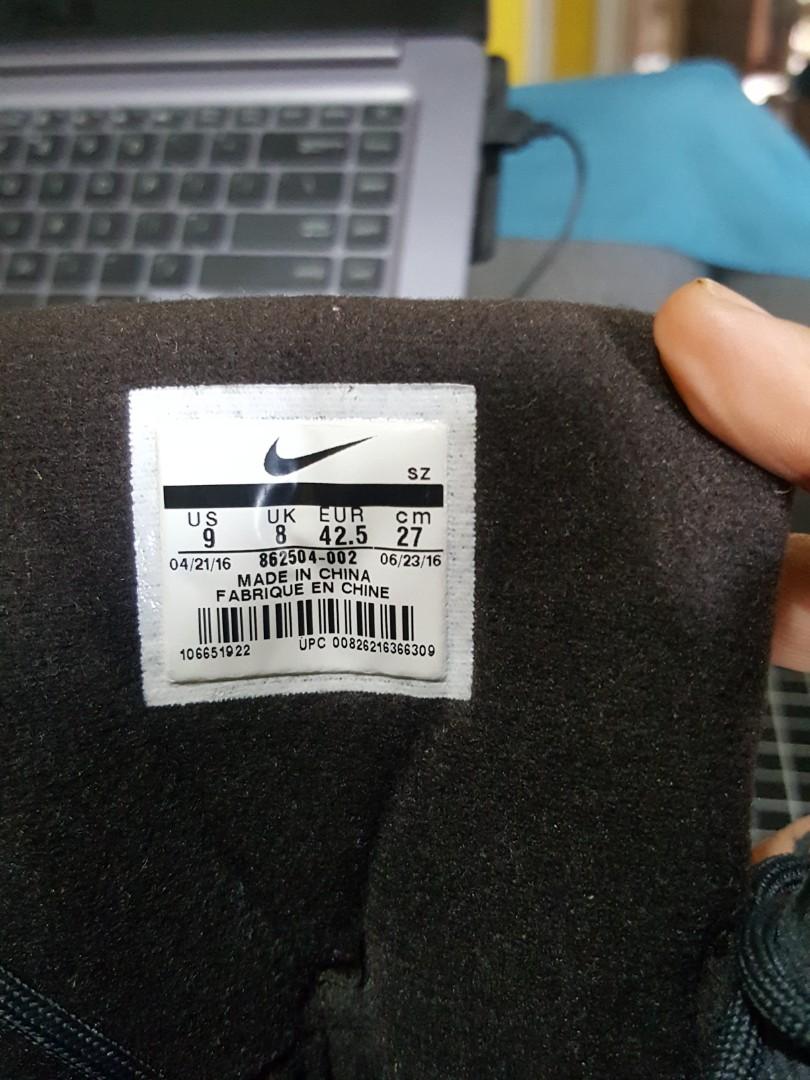 SZ
US UK EUR cm
9 8 42.5 27
04/21/16 862504-002 06/23/16
MADE IN CHINA
FABRIQUE EN CHINE
106651922 UPC 00826216366309